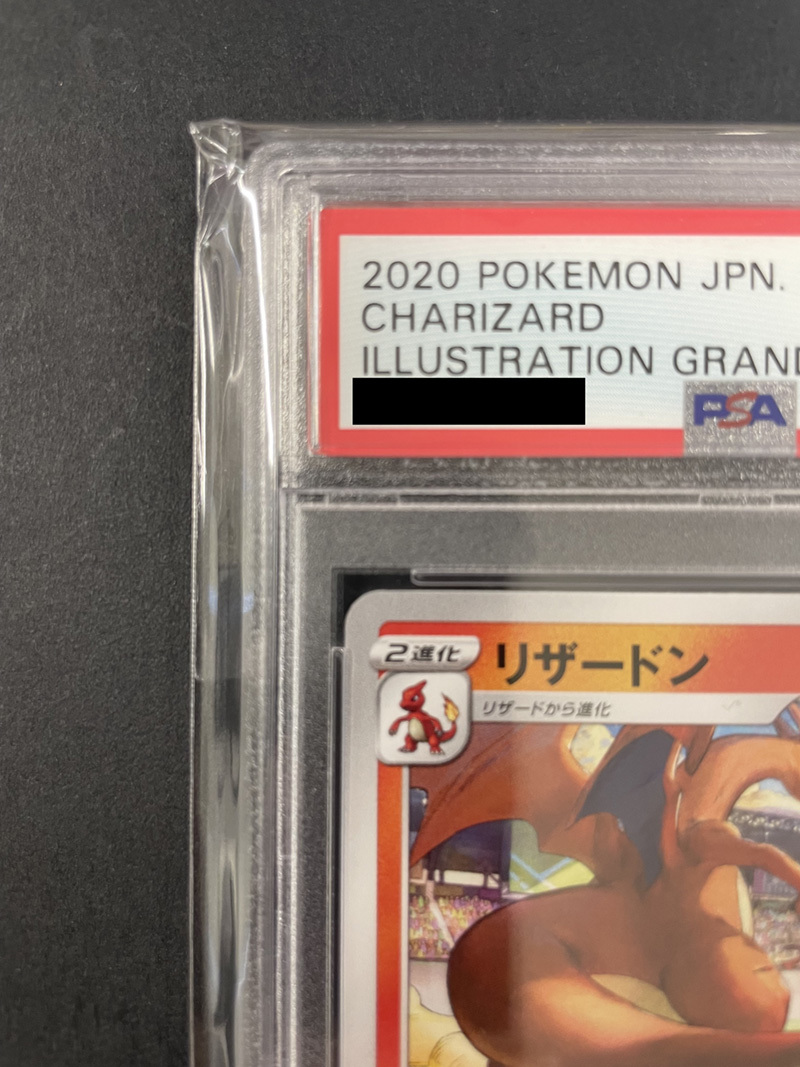 2020 POKEMON JPN.
CHARIZARD
ILLUSTRATION GRAND
PSA
2進化
リザードン
リザードから進化